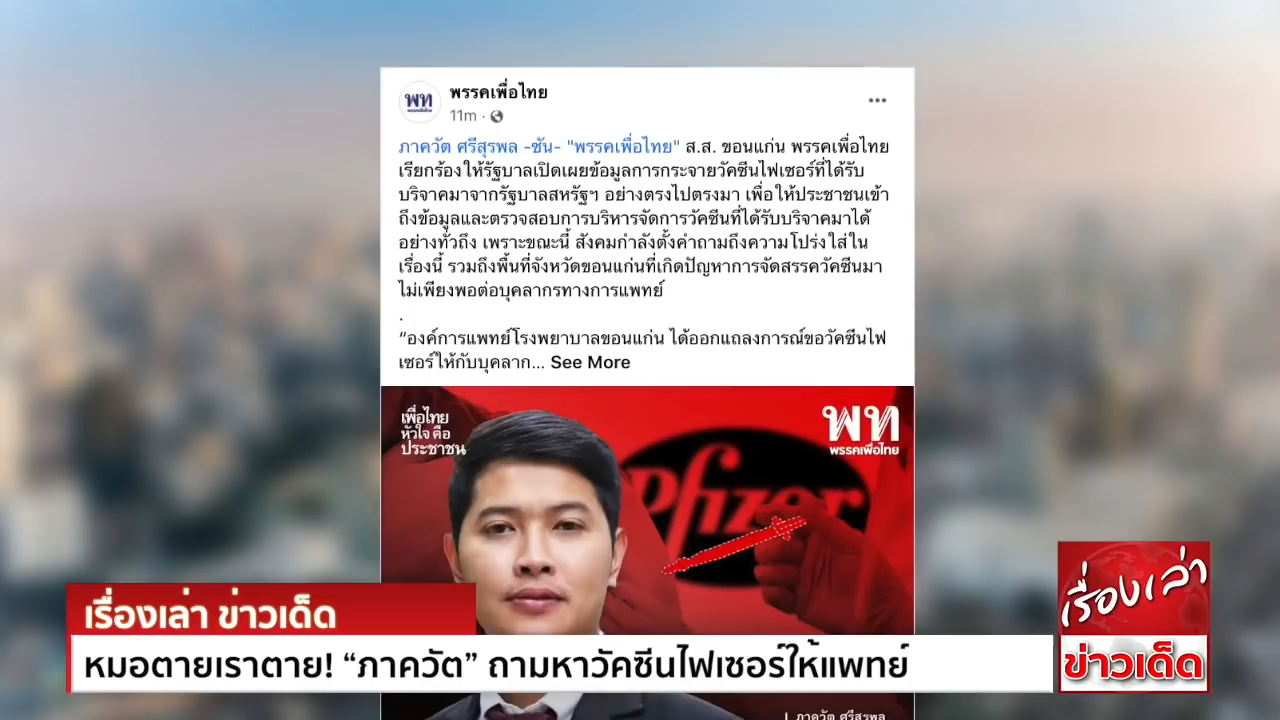 พท
พรรคเพื่อไทย
11m ·
ภาควัต ศรีสุรพล -ซัน- "พรรคเพื่อไทย" ส.ส. ขอนแก่น พรรคเพื่อไทย
เรียกร้องให้รัฐบาลเปิดเผยข้อมูลการกระจายวัคซีนไฟเซอร์ที่ได้รับ
บริจาคมาจากรัฐบาลสหรัฐฯ อย่างตรงไปตรงมา เพื่อให้ประชาชนเข้า
ถึงข้อมูลและตรวจสอบการบริหารจัดการวัคซีนที่ได้รับบริจาคมาได้
อย่างทั่วถึง เพราะขณะนี้ สังคมกำลังตั้งคำถามถึงความโปร่งใส่ใน
เรื่องนี้ รวมถึงพื้นที่จังหวัดขอนแก่นที่เกิดปัญหาการจัดสรรควัคซีนมา
ไม่เพียงพอต่อบุคลากรทางการแพทย์
.
“องค์การแพทย์โรงพยาบาลขอนแก่น ได้ออกแถลงการณ์ขอวัคซีนไฟ
เซอร์ให้กับบุคลาก... See More
เพื่อไทย
หัวใจ คือ
ประชาชน
พท
พรรคเพื่อไทย
Pfizer
เรื่องเล่า ข่าวเด็ด
หมอตายเราตาย! “ภาควัต” ถามหาวัคซีนไฟเซอร์ให้แพทย์
เรื่องเล่า
ข่าวเด็ด
ภาควัต ศรีสุรพล